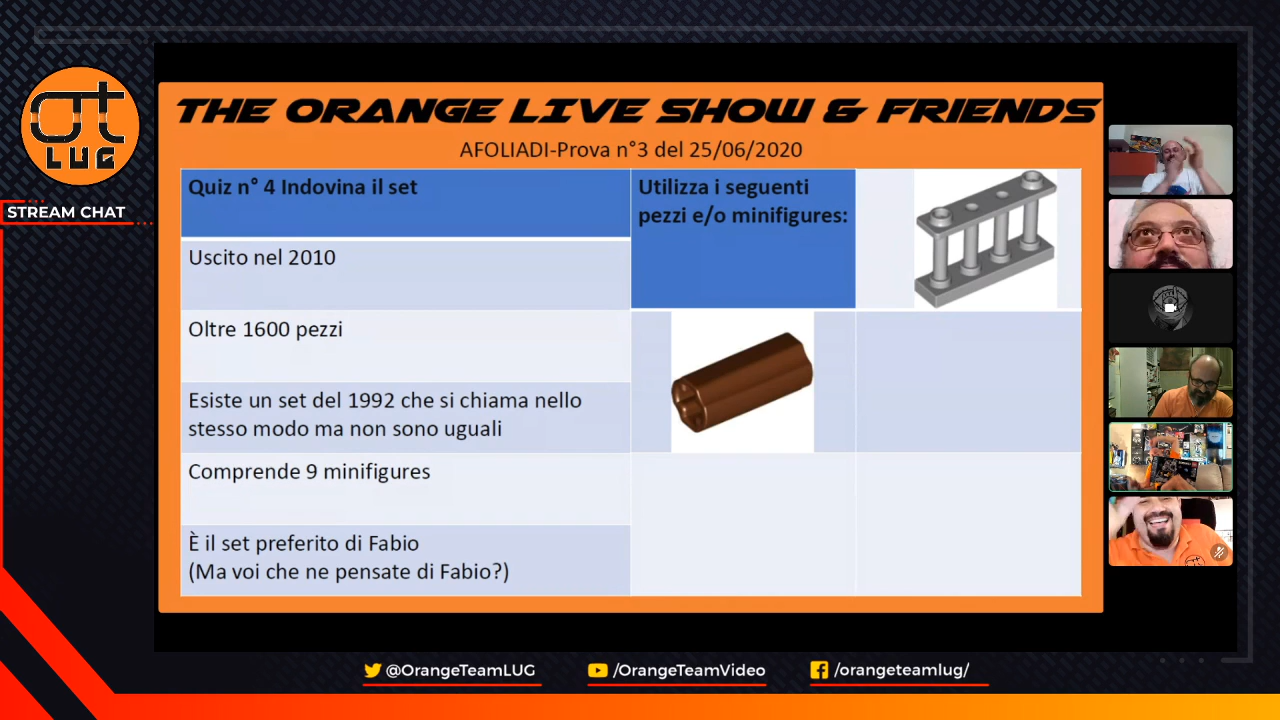 THE ORANGE LIVE SHOW & FRIENDS
AFOLIADI-Prova n°3 del 25/06/2020
LUG
STREAM CHAT
Quiz n° 4 Indovina il set
Utilizza i seguenti
pezzi e/o minifigures:
Uscito nel 2010
Oltre 1600 pezzi
Esiste un set del 1992 che si chiama nello
stesso modo ma non sono uguali
Comprende 9 minifigures
È il set preferito di Fabio
(Ma voi che ne pensate di Fabio?)
@OrangeTeamLUG
/OrangeTeamVideo
/orangeteamlug/